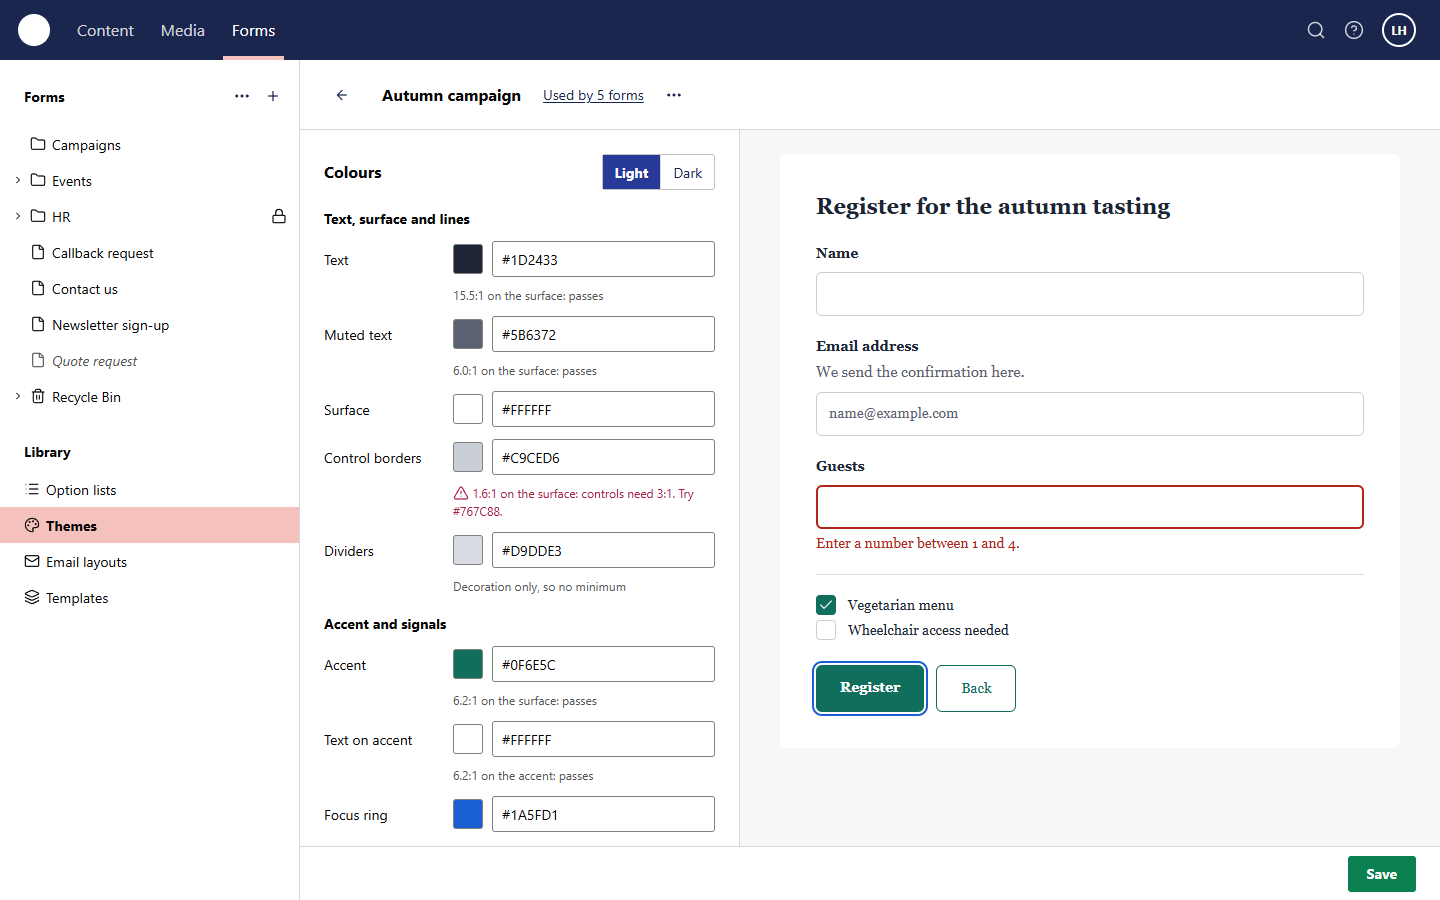 Content
Media
Forms
LH
Forms
Campaigns
Events
HR
Callback request
Contact us
Newsletter sign-up
Quote request
Recycle Bin
Library
Option lists
Themes
Email layouts
Templates
Autumn campaign
Used by 5 forms
Colours
Light
Dark
Text, surface and lines
Text
#1D2433
15.5:1 on the surface: passes
Muted text
#5B6372
6.0:1 on the surface: passes
Surface
#FFFFFF
Control borders
#C9CED6
1.6:1 on the surface: controls need 3:1. Try
#767C88.
Dividers
#D9DDE3
Decoration only, so no minimum
Accent and signals
Accent
#0F6E5C
6.2:1 on the surface: passes
Text on accent
#FFFFFF
6.2:1 on the accent: passes
Focus ring
#1A5FD1
Register for the autumn tasting
Name
Email address
We send the confirmation here.
name@example.com
Guests
Enter a number between 1 and 4.
Vegetarian menu
Wheelchair access needed
Register
Back
Save